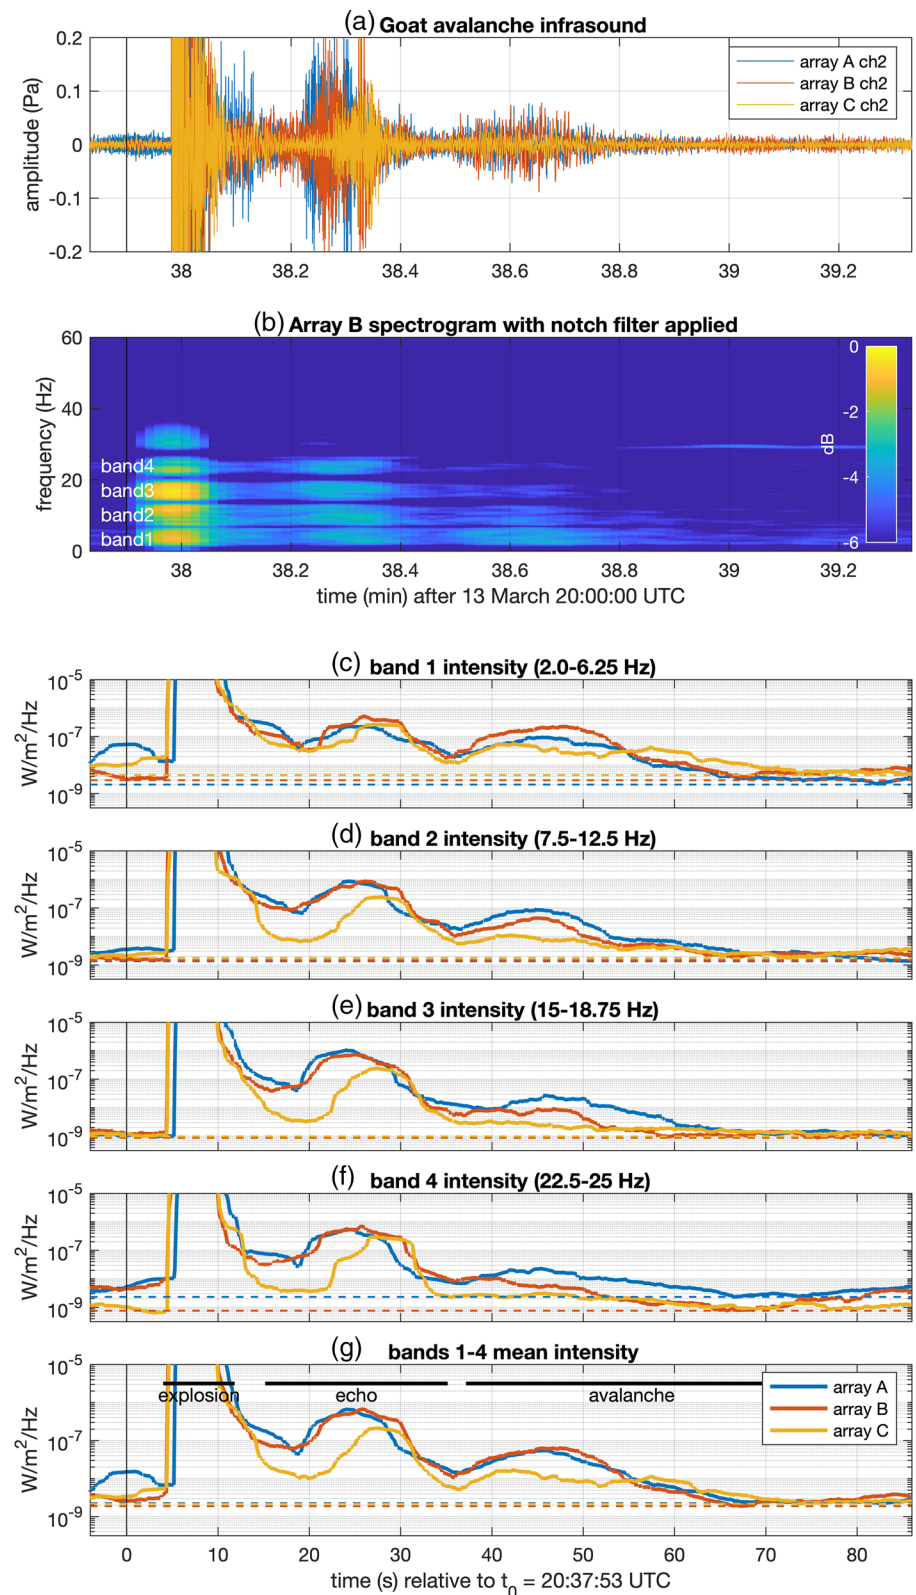 (a) Goat avalanche infrasound
0.2
0.1
0
-0.1
-0.2
amplitude (Pa)
array A ch2
array B ch2
array C ch2
38 38.2 38.4 38.6 38.8 39 39.2
(b) Array B spectrogram with notch filter applied
60
40
20
0
frequency (Hz)
band4
band3
band2
band1
0
-2
-4
-6
dB
38 38.2 38.4 38.6 38.8 39 39.2
time (min) after 13 March 20:00:00 UTC
(c) band 1 intensity (2.0-6.25 Hz)
10⁻⁵
10⁻⁷
10⁻⁹
W/m²/Hz
(d) band 2 intensity (7.5-12.5 Hz)
10⁻⁵
10⁻⁷
10⁻⁹
W/m²/Hz
(e) band 3 intensity (15-18.75 Hz)
10⁻⁵
10⁻⁷
10⁻⁹
W/m²/Hz
(f) band 4 intensity (22.5-25 Hz)
10⁻⁵
10⁻⁷
10⁻⁹
W/m²/Hz
(g) bands 1-4 mean intensity
10⁻⁵
10⁻⁷
10⁻⁹
W/m²/Hz
explosion echo avalanche
array A
array B
array C
0 10 20 30 40 50 60 70 80
time (s) relative to t₀ = 20:37:53 UTC